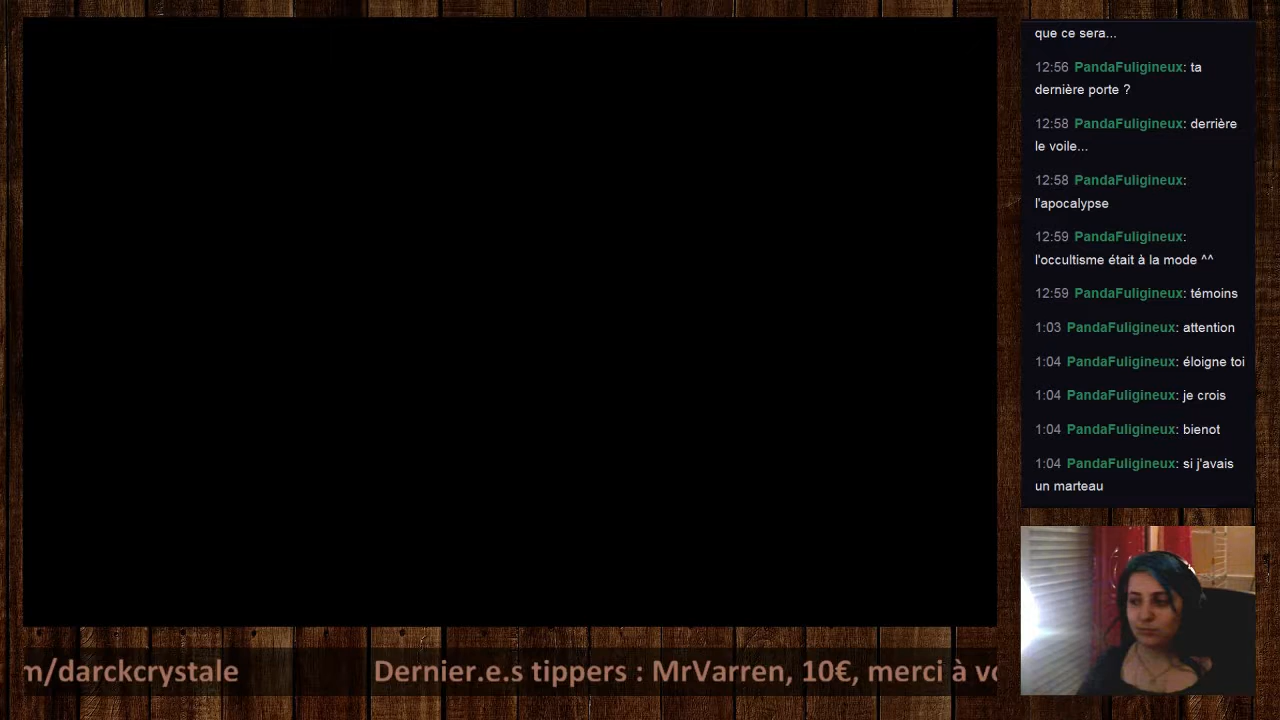 que ce sera...
12:56 PandaFuligineux: ta
dernière porte ?
12:58 PandaFuligineux: derrière
le voile...
12:58 PandaFuligineux:
l'apocalypse
12:59 PandaFuligineux:
l'occultisme était à la mode ^^
12:59 PandaFuligineux: témoins
1:03 PandaFuligineux: attention
1:04 PandaFuligineux: éloigne toi
1:04 PandaFuligineux: je crois
1:04 PandaFuligineux: bienot
1:04 PandaFuligineux: si j'avais
un marteau
m/darckcrystale Dernier.e.s tippers : MrVarren, 10€, merci à vo